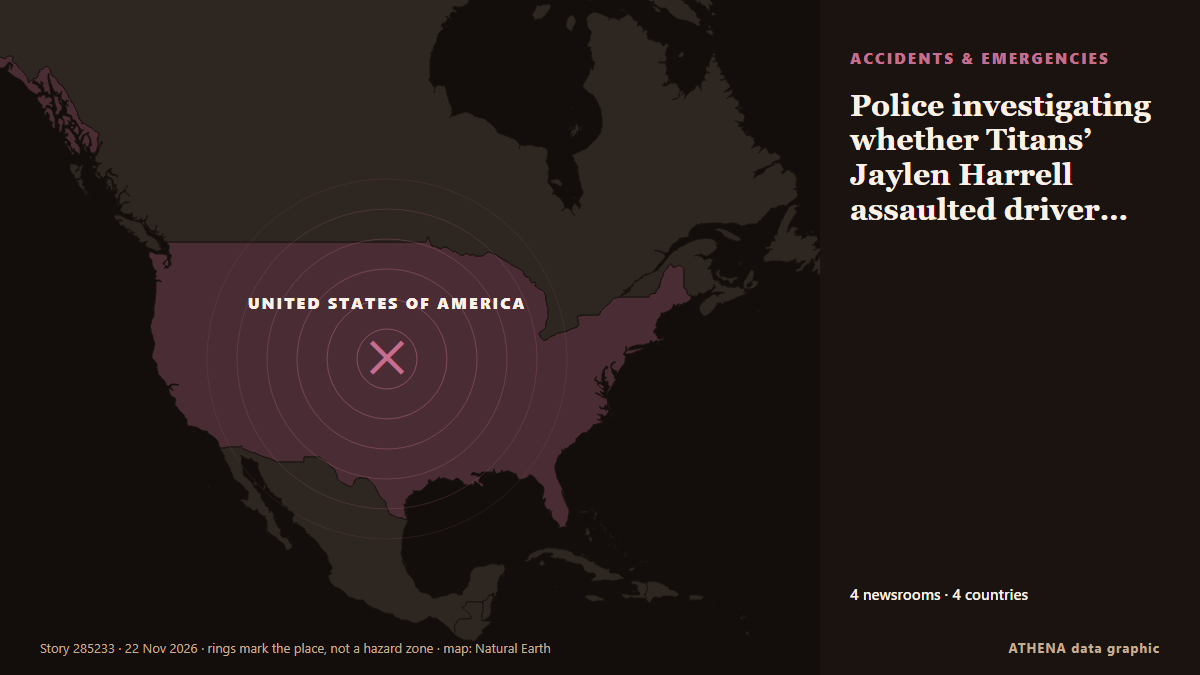 ACCIDENTS & EMERGENCIES
Police investigating
whether Titans’
Jaylen Harrell
assaulted driver…
UNITED STATES OF AMERICA
4 newsrooms · 4 countries
Story 285233 · 22 Nov 2026 · rings mark the place, not a hazard zone · map: Natural Earth
ATHENA data graphic